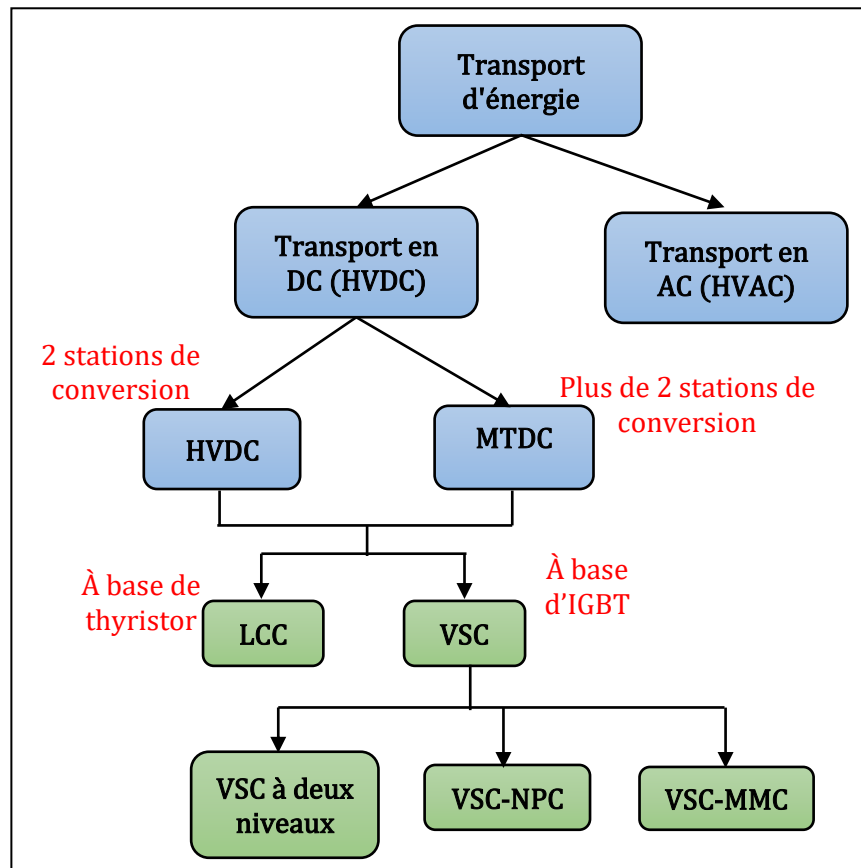 Transport
d'énergie
Transport en
DC (HVDC)
Transport en
AC (HVAC)
2 stations de
conversion
Plus de 2 stations de
conversion
HVDC
MTDC
À base de
thyristor
À base
d’IGBT
LCC
VSC
VSC à deux
niveaux
VSC-NPC
VSC-MMC